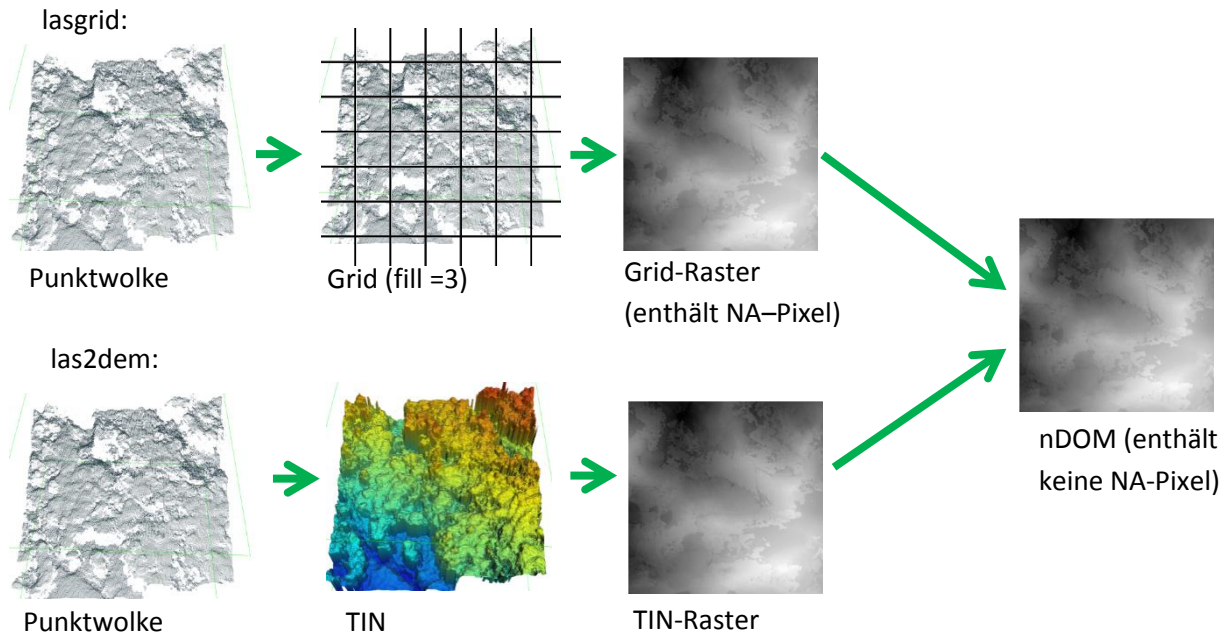 lasgrid:
Punktwolke
Grid (fill =3)
Grid-Raster
(enthält NA–Pixel)
las2dem:
nDOM (enthält
keine NA-Pixel)
Punktwolke
TIN
TIN-Raster